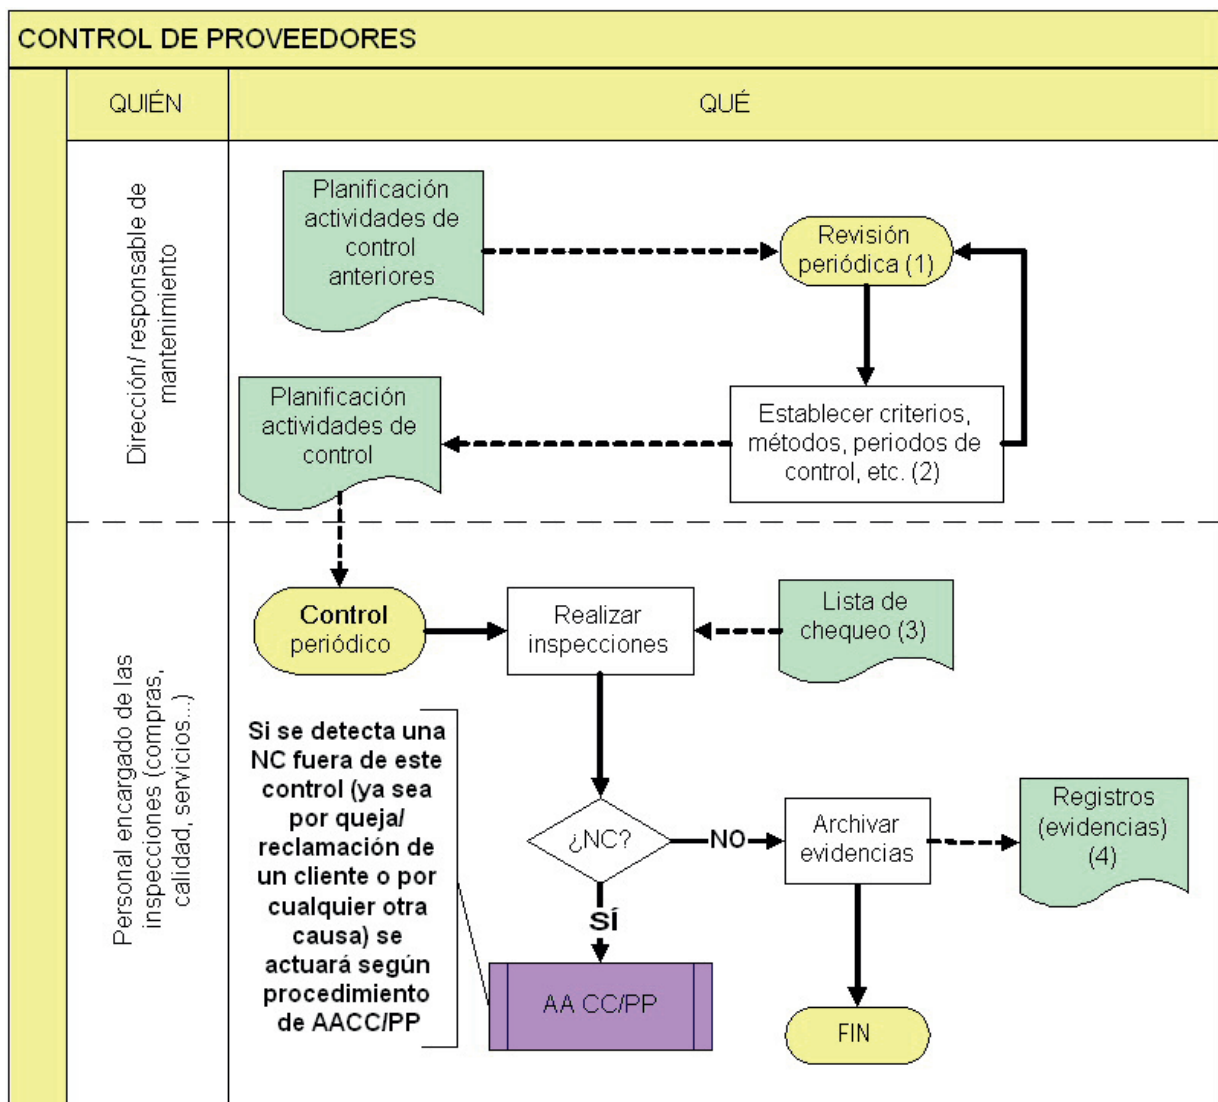 CONTROL DE PROVEEDORES
QUIÉN
QUÉ
Dirección/ responsable de
mantenimiento
Planificación
actividades de
control
anteriores
Revisión
periódica (1)
Planificación
actividades de
control
Establecer criterios,
métodos, periodos de
control, etc. (2)
Personal encargado de las
inspecciones (compras,
calidad, servicios...)
Control
periódico
Realizar
inspecciones
Lista de
chequeo (3)
Si se detecta una
NC fuera de este
control (ya sea
por queja/
reclamación de
un cliente o por
cualquier otra
causa) se
actuará según
procedimiento
de AACC/PP
¿NC?
NO
Archivar
evidencias
Registros
(evidencias)
(4)
SÍ
AA CC/PP
FIN